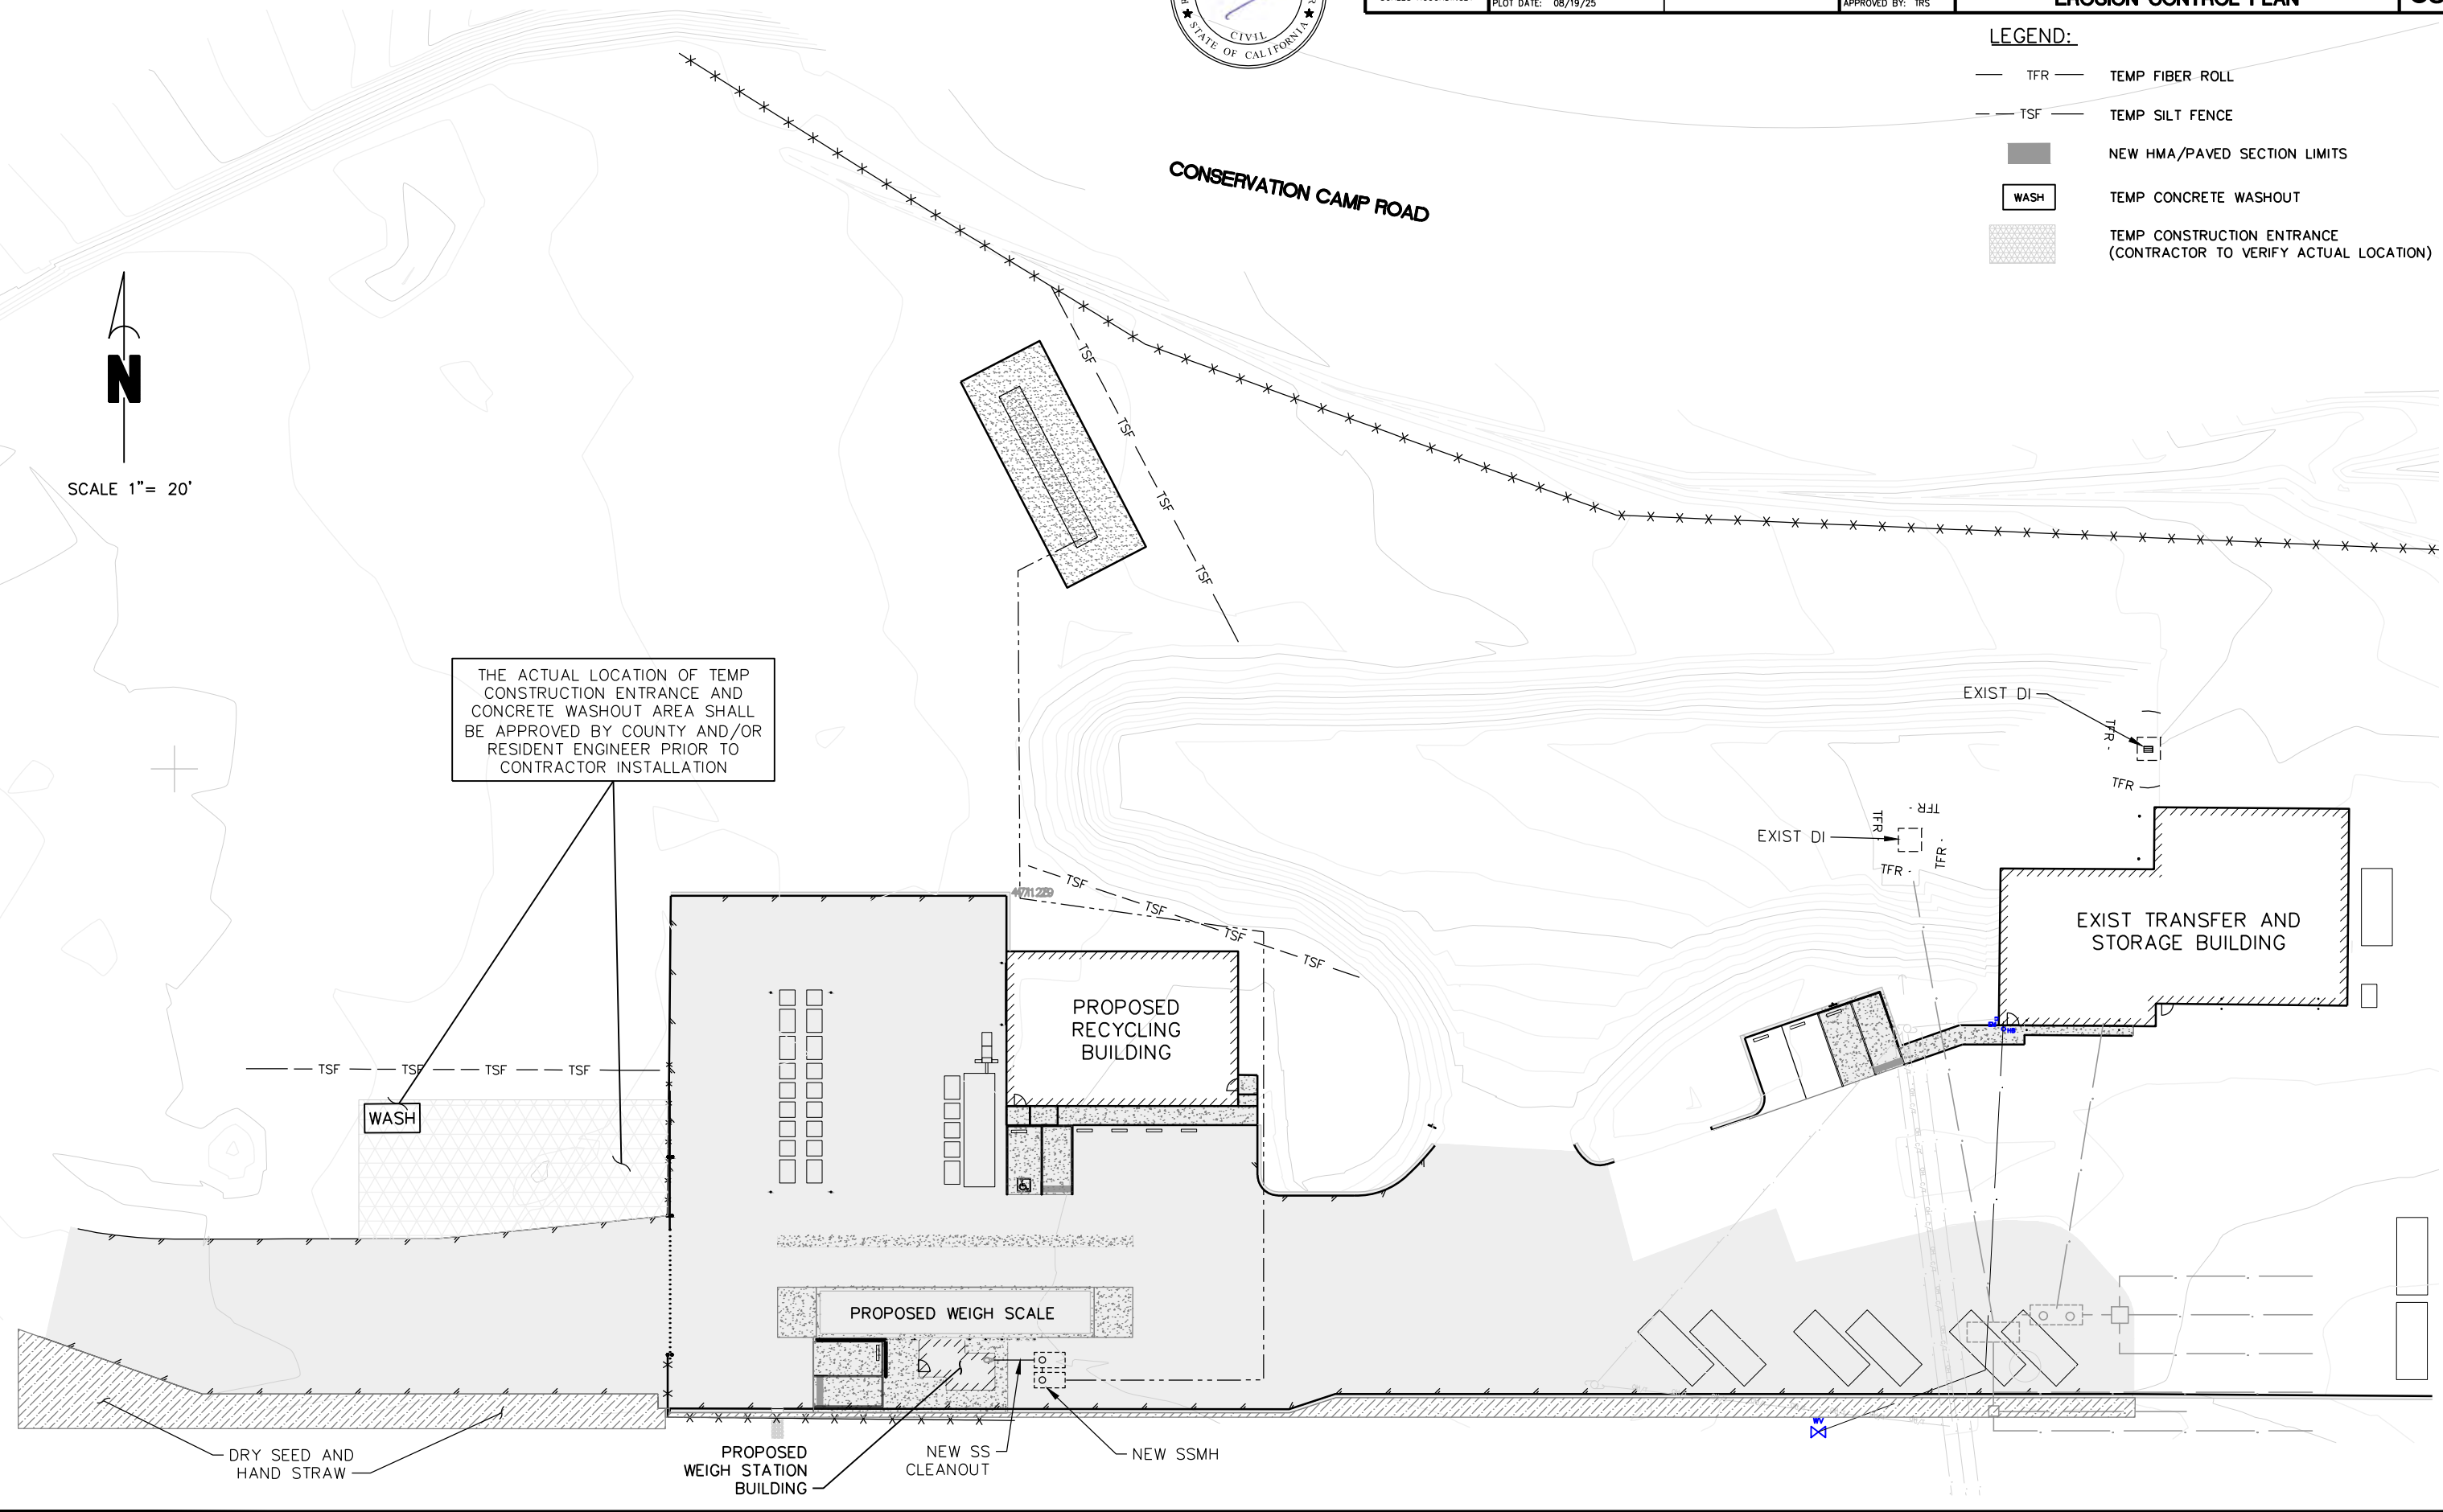 PLOT DATE: 08/19/25
APPROVED BY: TRS
EROSION CONTROL PLAN
CIVIL
STATE OF CALIFORNIA
LEGEND:
TFR TEMP FIBER ROLL
TSF TEMP SILT FENCE
NEW HMA/PAVED SECTION LIMITS
WASH TEMP CONCRETE WASHOUT
TEMP CONSTRUCTION ENTRANCE
(CONTRACTOR TO VERIFY ACTUAL LOCATION)
CONSERVATION CAMP ROAD
N
SCALE 1"= 20'
TSF
TSF
TSF
TSF
THE ACTUAL LOCATION OF TEMP
CONSTRUCTION ENTRANCE AND
CONCRETE WASHOUT AREA SHALL
BE APPROVED BY COUNTY AND/OR
RESIDENT ENGINEER PRIOR TO
CONTRACTOR INSTALLATION
EXIST DI
TFR
TFR
EXIST DI
TFR
TFR
TFR
TFR
TSF
TSF
TSF
TSF
EXIST TRANSFER AND
STORAGE BUILDING
PROPOSED
RECYCLING
BUILDING
HB
TSF TSF TSF TSF
WASH
PROPOSED WEIGH SCALE
DRY SEED AND
HAND STRAW
PROPOSED
WEIGH STATION
BUILDING
NEW SS
CLEANOUT
NEW SSMH
WV